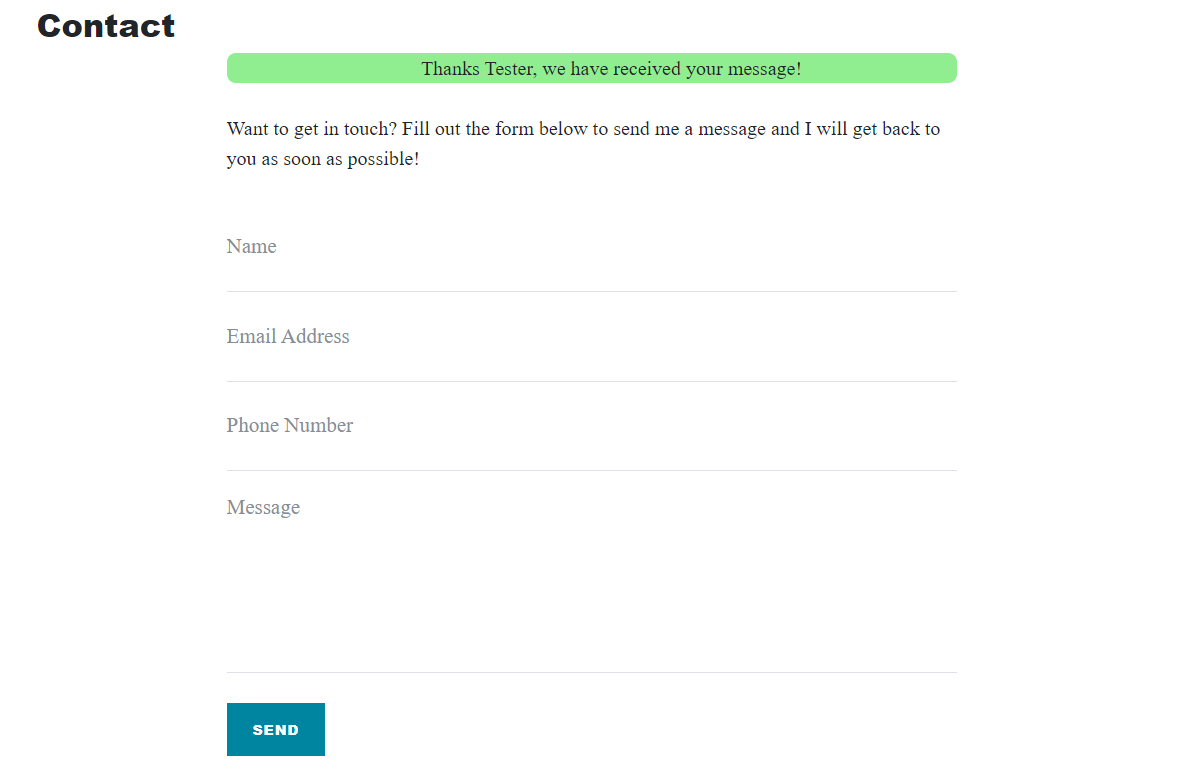 Contact
Thanks Tester, we have received your message!
Want to get in touch? Fill out the form below to send me a message and I will get back to
you as soon as possible!
Name
Email Address
Phone Number
Message
SEND